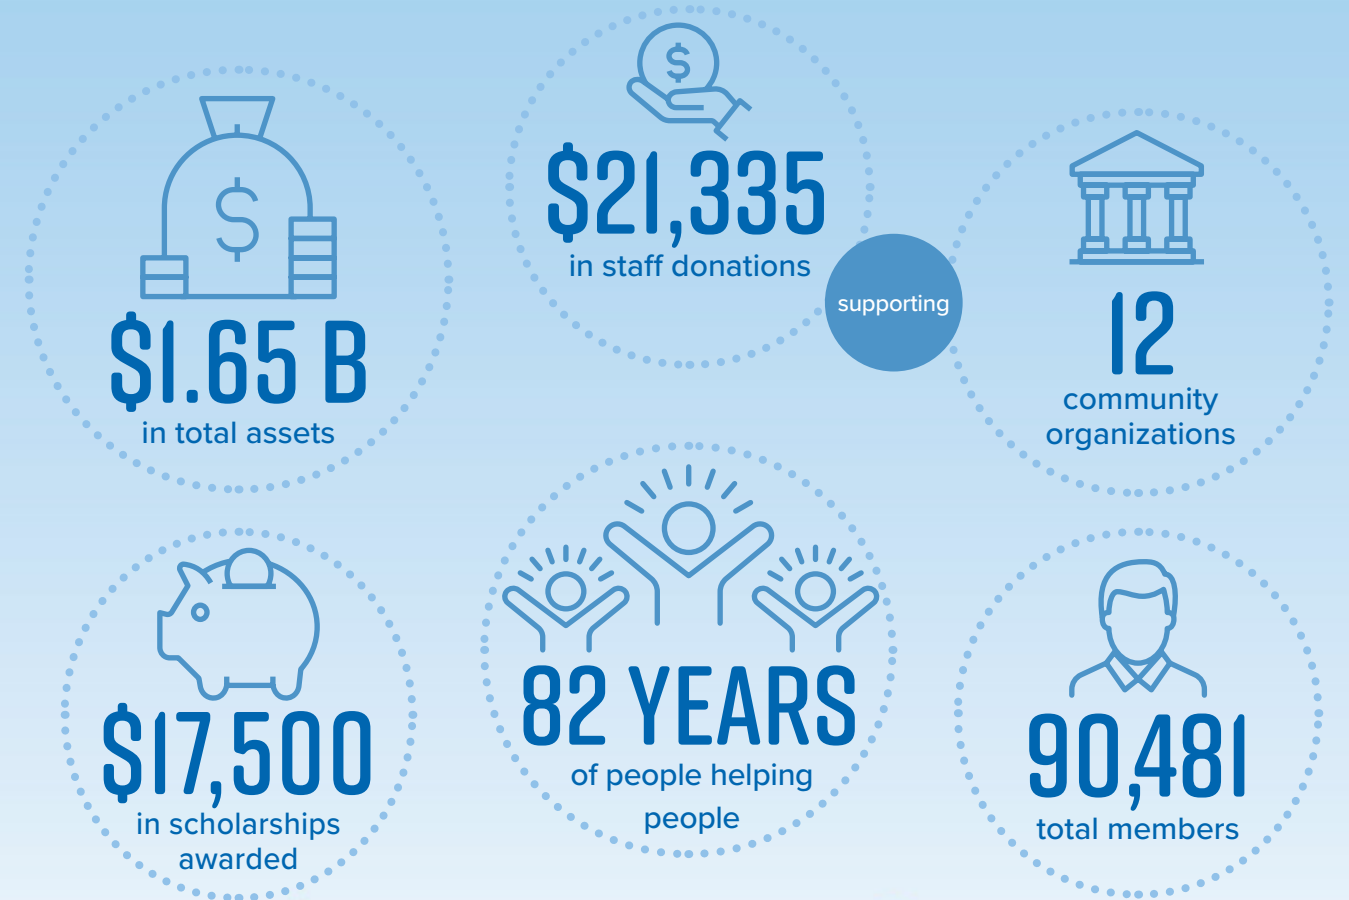 $1.65 B
in total assets
$21,335
in staff donations
supporting
12
community
organizations
$17,500
in scholarships
awarded
82 YEARS
of people helping
people
90,481
total members